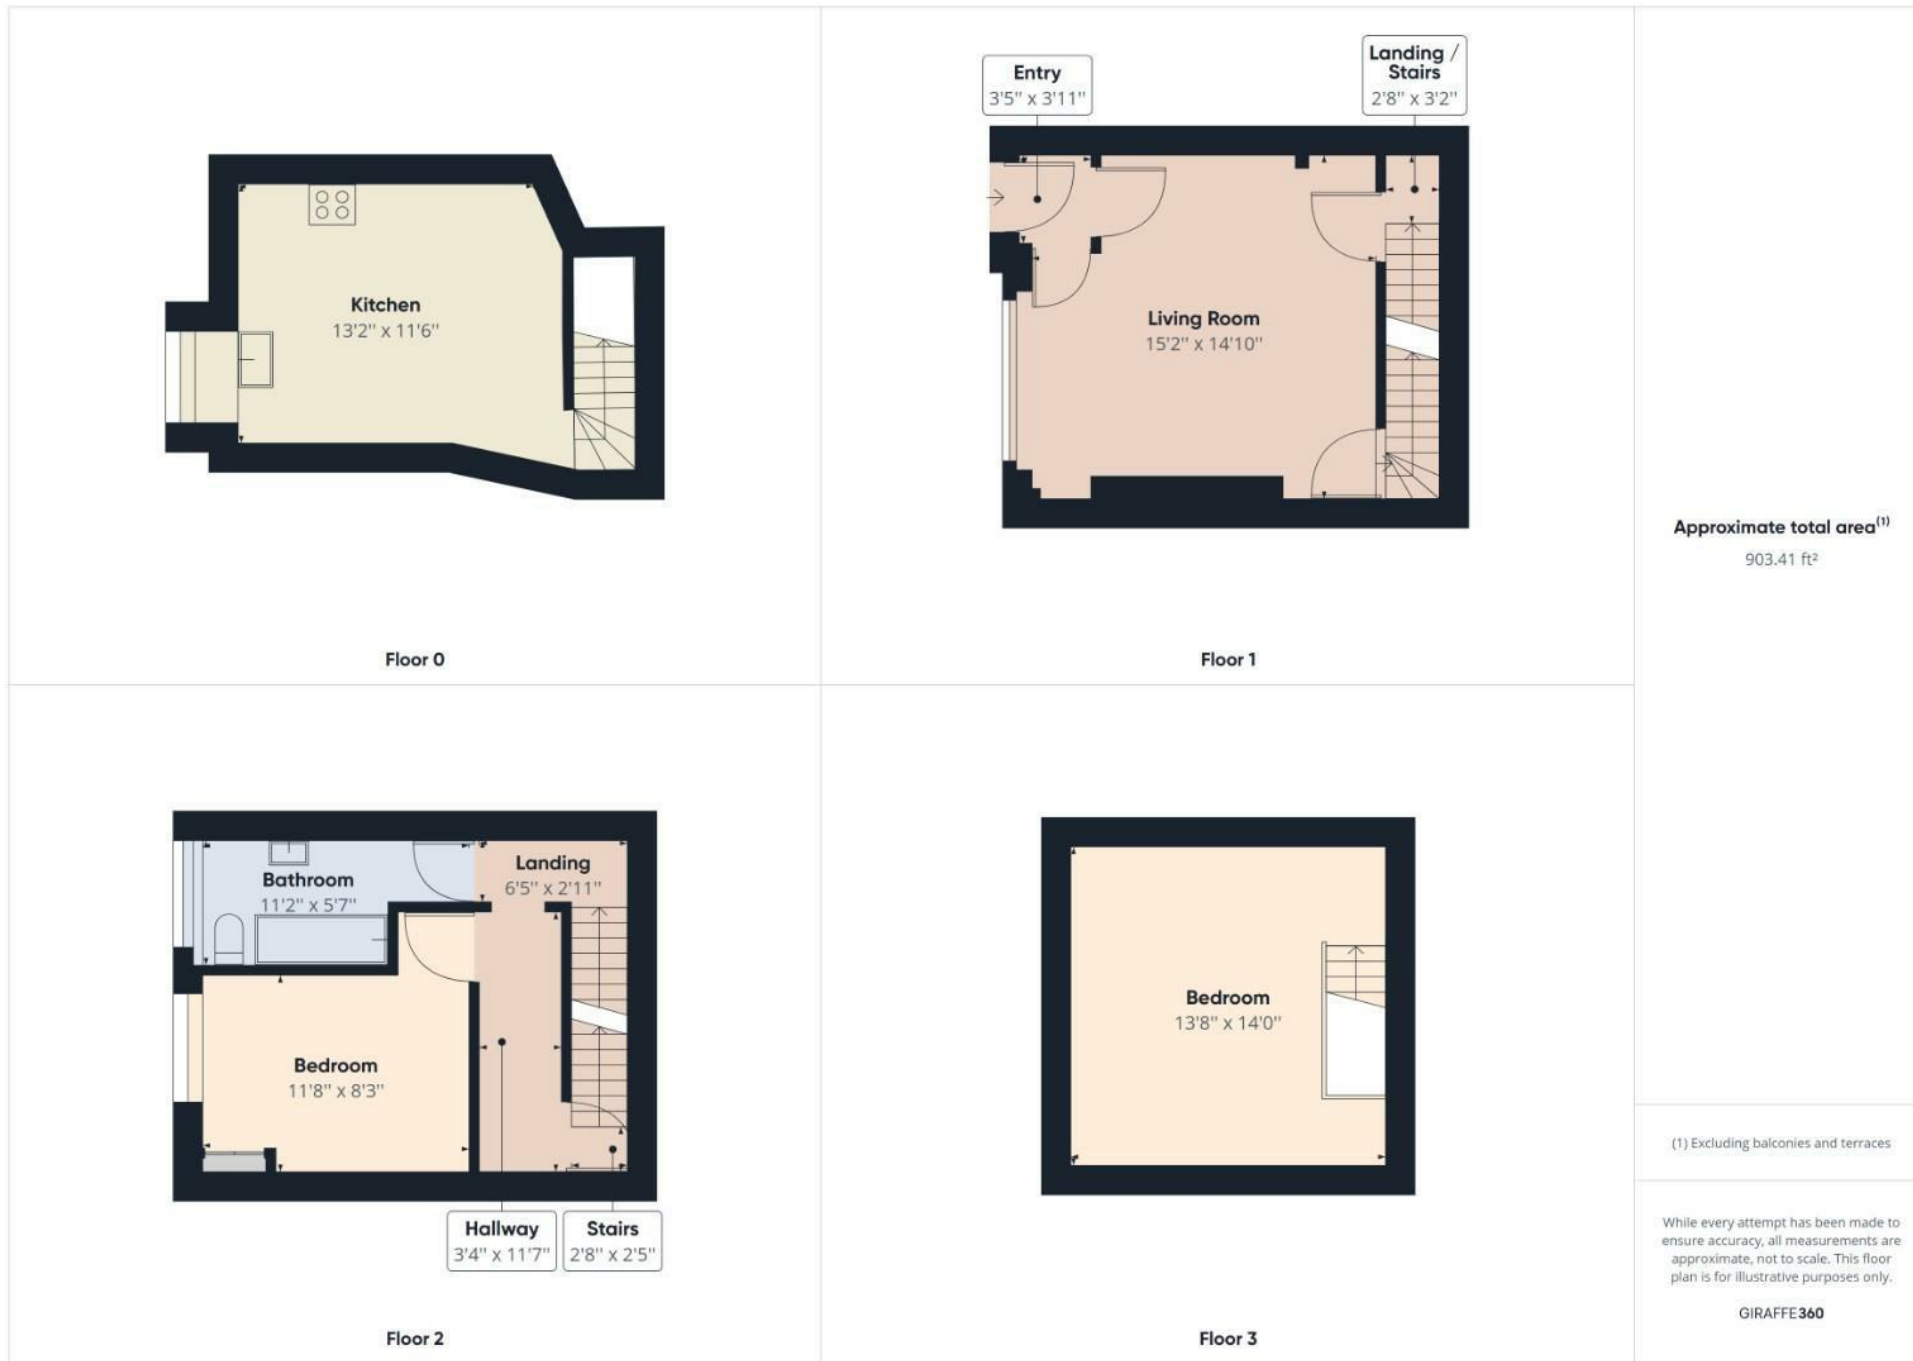 Kitchen
13'2" x 11'6"
Floor 0
Entry
3'5" x 3'11"
Landing /
Stairs
2'8" x 3'2"
Living Room
15'2" x 14'10"
Floor 1
Landing
6'5" x 2'11"
Bathroom
11'2" x 5'7"
Bedroom
11'8" x 8'3"
Hallway
3'4" x 11'7"
Stairs
2'8" x 2'5"
Floor 2
Bedroom
13'8" x 14'0"
Floor 3
Approximate total area(1)
903.41 ft²
(1) Excluding balconies and terraces
While every attempt has been made to
ensure accuracy, all measurements are
approximate, not to scale. This floor
plan is for illustrative purposes only.
GIRAFFE360